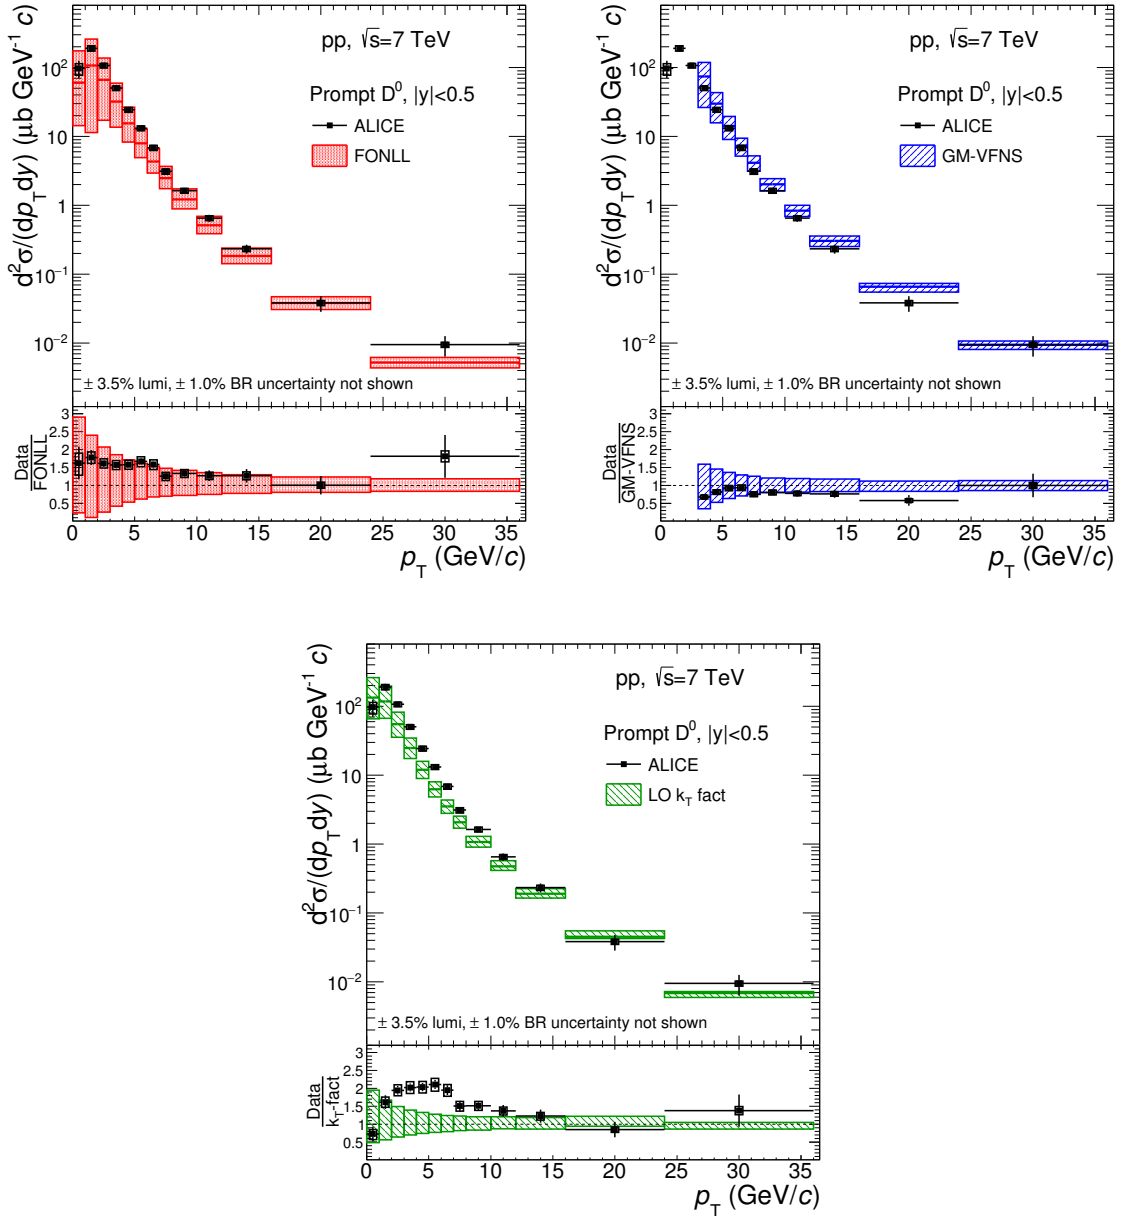 d²σ/(dp_T dy) (μb GeV⁻¹ c)
pp, √s=7 TeV
Prompt D⁰, |y|<0.5
ALICE
FONLL
10²
10
1
10⁻¹
10⁻²
± 3.5% lumi, ± 1.0% BR uncertainty not shown
Data
FONLL
3
2.5
2
1.5
1
0.5
0 5 10 15 20 25 30 35
p_T (GeV/c)
d²σ/(dp_T dy) (μb GeV⁻¹ c)
pp, √s=7 TeV
Prompt D⁰, |y|<0.5
ALICE
GM-VFNS
10²
10
1
10⁻¹
10⁻²
± 3.5% lumi, ± 1.0% BR uncertainty not shown
Data
GM-VFNS
3
2.5
2
1.5
1
0.5
0 5 10 15 20 25 30 35
p_T (GeV/c)
d²σ/(dp_T dy) (μb GeV⁻¹ c)
pp, √s=7 TeV
Prompt D⁰, |y|<0.5
ALICE
LO k_T fact
10²
10
1
10⁻¹
10⁻²
± 3.5% lumi, ± 1.0% BR uncertainty not shown
Data
k_T-fact
3
2.5
2
1.5
1
0.5
0 5 10 15 20 25 30 35
p_T (GeV/c)